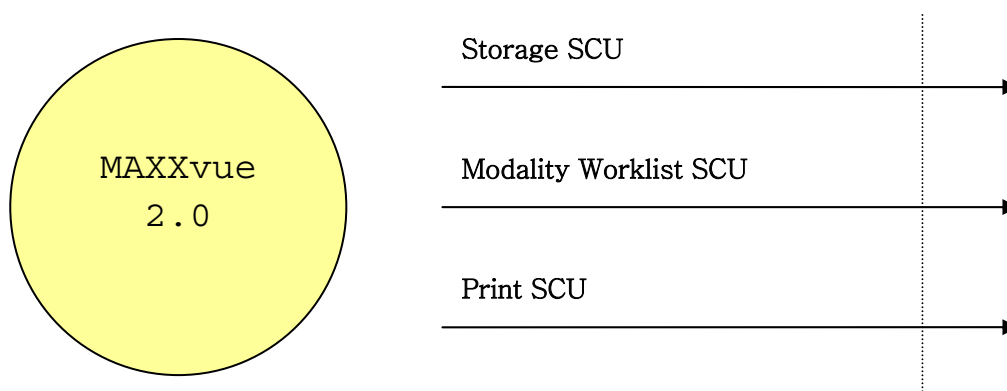 MAXXvue
2.0
Storage SCU
Modality Worklist SCU
Print SCU